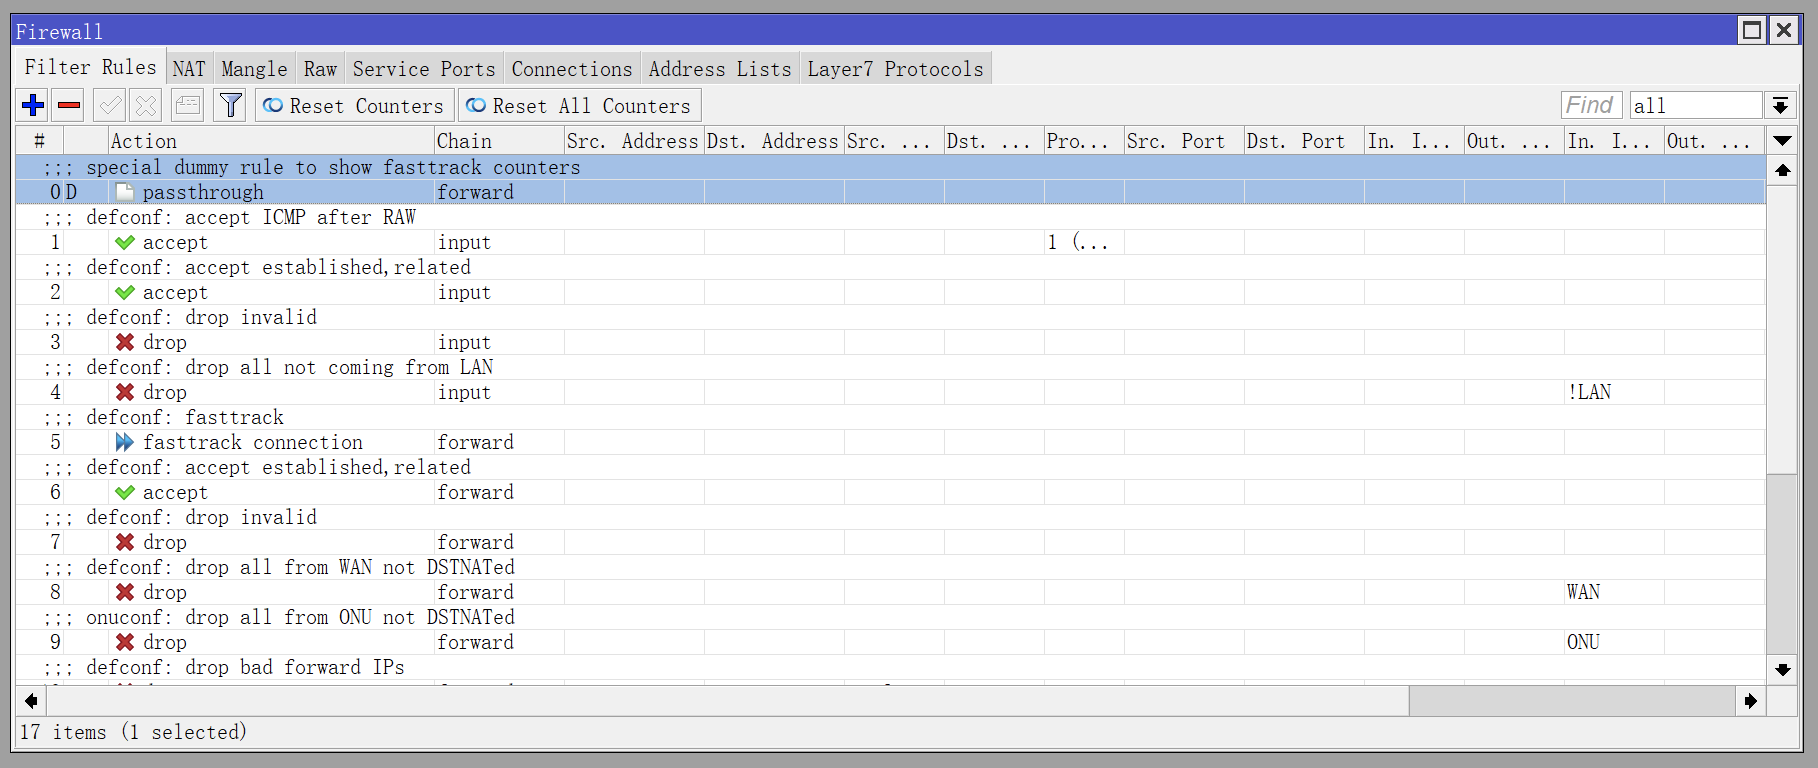 Firewall
Filter Rules NAT Mangle Raw Service Ports Connections Address Lists Layer7 Protocols
Reset Counters Reset All Counters Find all
# Action Chain Src. Address Dst. Address Src. ... Dst. ... Pro... Src. Port Dst. Port In. I... Out. ... In. I... Out. ...
;;; special dummy rule to show fasttrack counters
0 D passthrough forward
;;; defconf: accept ICMP after RAW
1 accept input 1 (...
;;; defconf: accept established,related
2 accept input
;;; defconf: drop invalid
3 drop input
;;; defconf: drop all not coming from LAN
4 drop input !LAN
;;; defconf: fasttrack
5 fasttrack connection forward
;;; defconf: accept established,related
6 accept forward
;;; defconf: drop invalid
7 drop forward
;;; defconf: drop all from WAN not DSTNATed
8 drop forward WAN
;;; onuconf: drop all from ONU not DSTNATed
9 drop forward ONU
;;; defconf: drop bad forward IPs
17 items (1 selected)